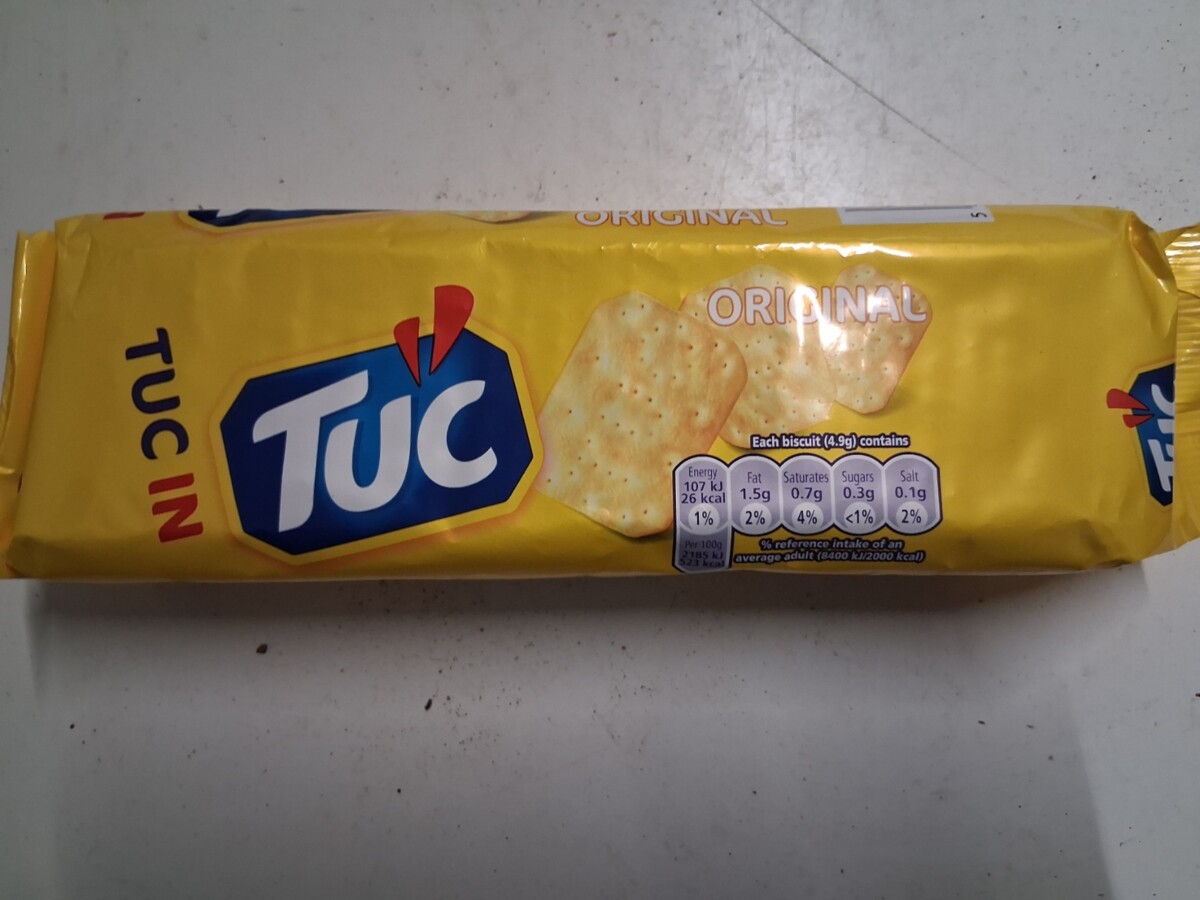 ORIGINAL
TUC IN
TUC
ORIGINAL
Each biscuit (4.9g) contains
Energy
107 kJ
26 kcal
1%
Fat
1.5g
2%
Saturates
0.7g
4%
Sugars
0.3g
<1%
Salt
0.1g
2%
Per 100g
2185 kJ
523 kcal
% reference intake of an
average adult (8400 kJ/2000 kcal)